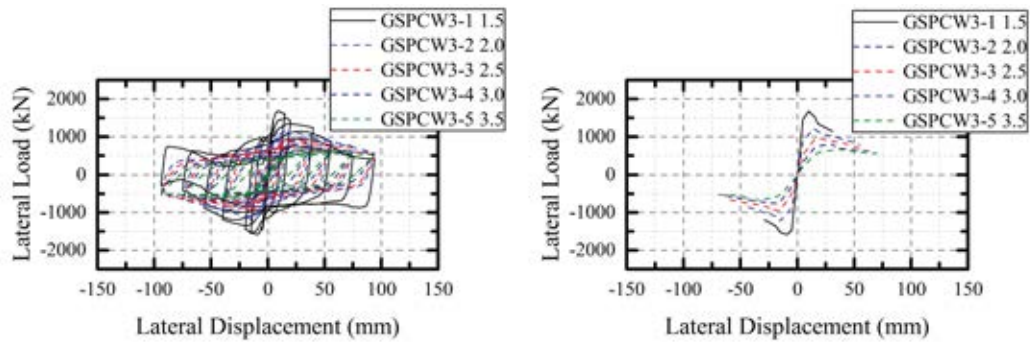 GSPCW3-1 1.5
GSPCW3-2 2.0
GSPCW3-3 2.5
GSPCW3-4 3.0
GSPCW3-5 3.5
Lateral Load (kN)
2000
1000
0
-1000
-2000
-150 -100 -50 0 50 100 150
Lateral Displacement (mm)
GSPCW3-1 1.5
GSPCW3-2 2.0
GSPCW3-3 2.5
GSPCW3-4 3.0
GSPCW3-5 3.5
Lateral Load (kN)
2000
1000
0
-1000
-2000
-150 -100 -50 0 50 100 150
Lateral Displacement (mm)